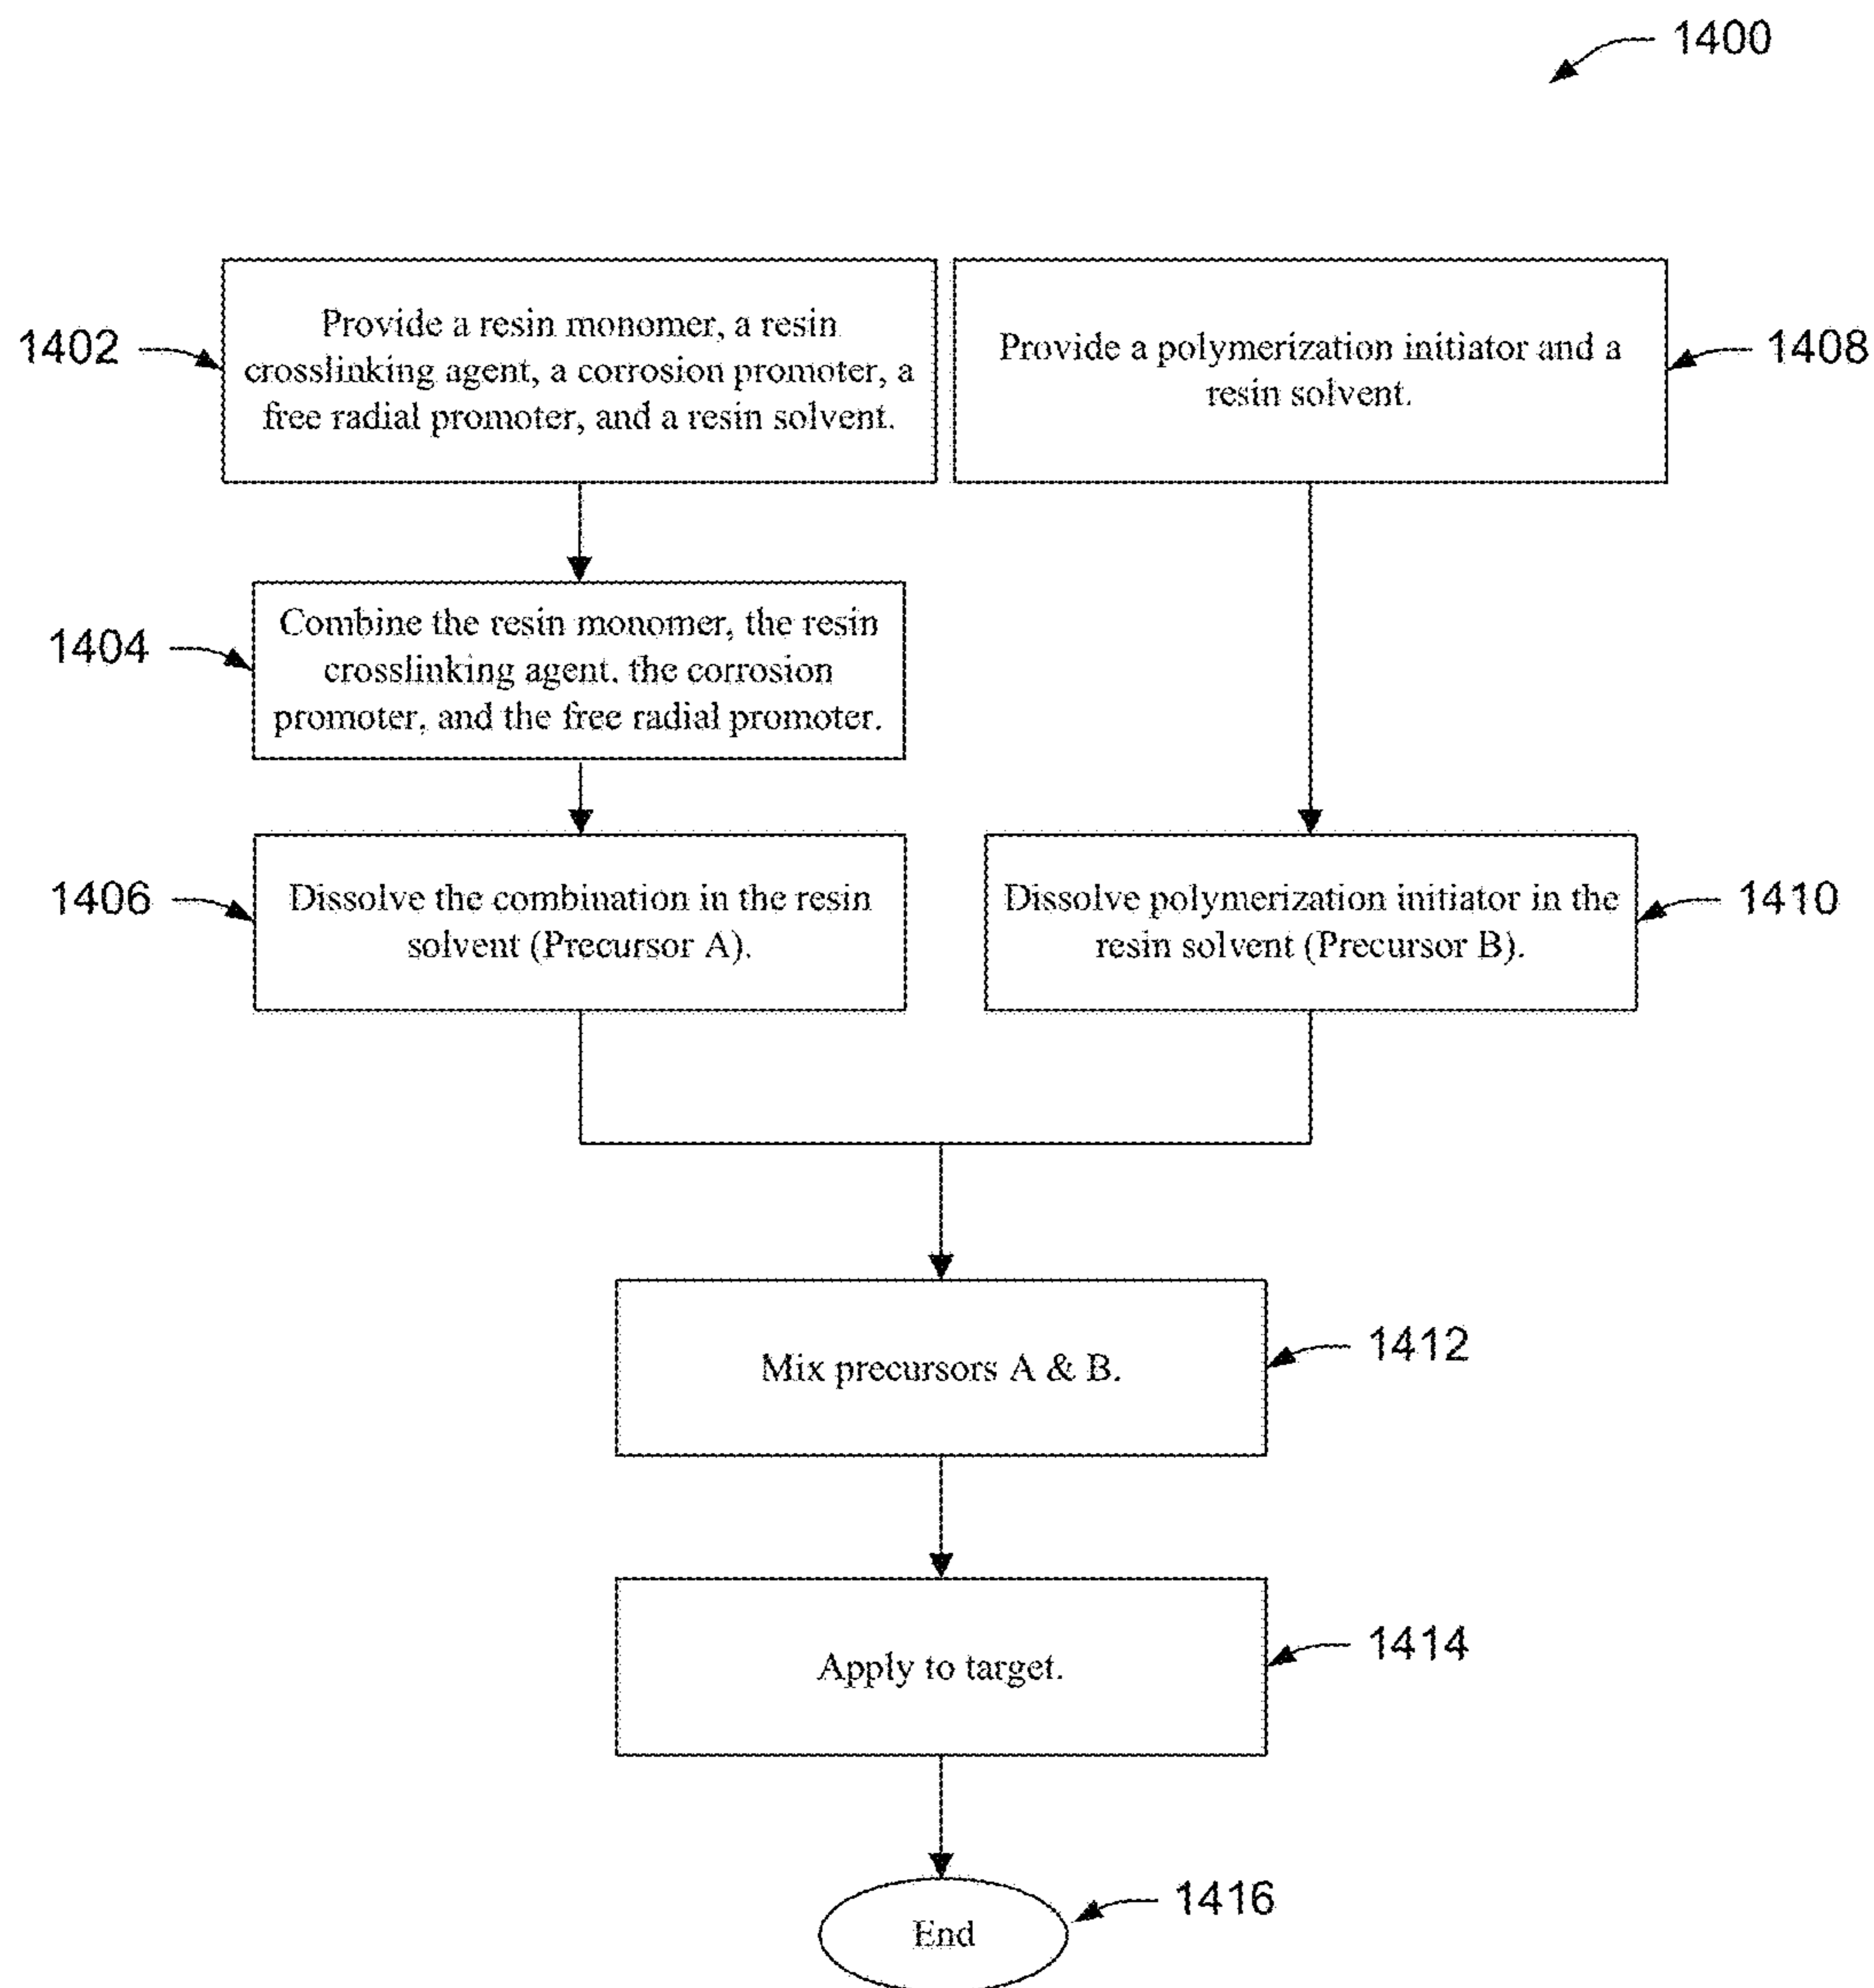 1400
1402
Provide a resin monomer, a resin
crosslinking agent, a corrosion promoter, a
free radial promoter, and a resin solvent.
Provide a polymerization initiator and a
resin solvent.
1408
1404
Combine the resin monomer, the resin
crosslinking agent, the corrosion
promoter, and the free radial promoter.
1406
Dissolve the combination in the resin
solvent (Precursor A).
Dissolve polymerization initiator in the
resin solvent (Precursor B).
1410
Mix precursors A & B.
1412
Apply to target.
1414
End
1416